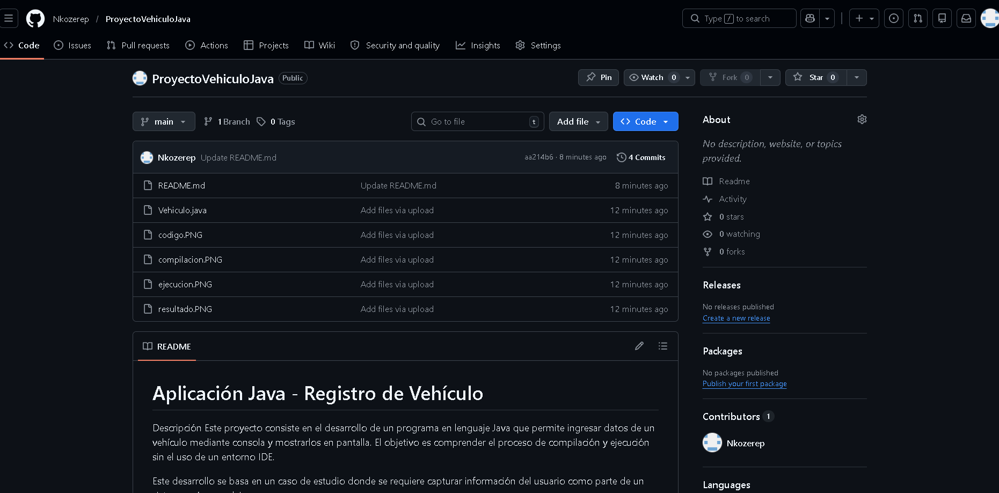 Nkozerep / ProyectoVehiculoJava
Type / to search
Code
Issues
Pull requests
Actions
Projects
Wiki
Security and quality
Insights
Settings
ProyectoVehiculoJava Public
Pin
Watch 0
Fork 0
Star 0
main
1 Branch
0 Tags
Go to file t
Add file
Code
Nkozerep Update README.md aa214b6 · 8 minutes ago 4 Commits
README.md Update README.md 8 minutes ago
Vehiculo.java Add files via upload 12 minutes ago
codigo.PNG Add files via upload 12 minutes ago
compilacion.PNG Add files via upload 12 minutes ago
ejecucion.PNG Add files via upload 12 minutes ago
resultado.PNG Add files via upload 12 minutes ago
README
Aplicación Java - Registro de Vehículo
Descripción Este proyecto consiste en el desarrollo de un programa en lenguaje Java que permite ingresar datos de un
vehículo mediante consola y mostrarlos en pantalla. El objetivo es comprender el proceso de compilación y ejecución
sin el uso de un entorno IDE.
Este desarrollo se basa en un caso de estudio donde se requiere capturar información del usuario como parte de un
About
No description, website, or topics
provided.
Readme
Activity
0 stars
0 watching
0 forks
Releases
No releases published
Create a new release
Packages
No packages published
Publish your first package
Contributors 1
Nkozerep
Languages